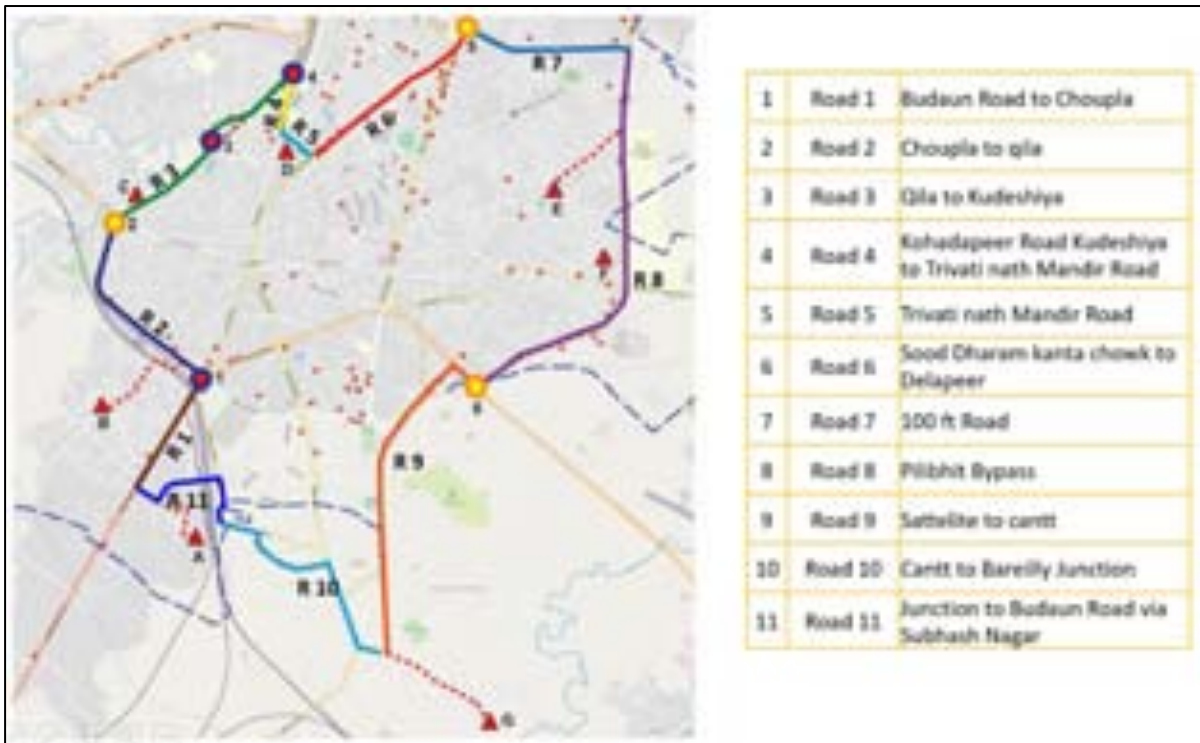 R 7
4
R 4
R 5
R 6
D
C
R 3
2
E
F
R 8
R 2
6
B
R 1
R 9
R 11
A
R 10
G
1 Road 1 Budaun Road to Choupla
2 Road 2 Choupla to qila
3 Road 3 Qila to Kudeshiya
4 Road 4 Kohadapeer Road Kudeshiya
to Trivati nath Mandir Road
5 Road 5 Trivati nath Mandir Road
6 Road 6 Sood Dharam kanta chowk to
Delapeer
7 Road 7 100 ft Road
8 Road 8 Pilibhit Bypass
9 Road 9 Sattelite to cantt
10 Road 10 Cantt to Bareilly Junction
11 Road 11 Junction to Budaun Road via
Subhash Nagar